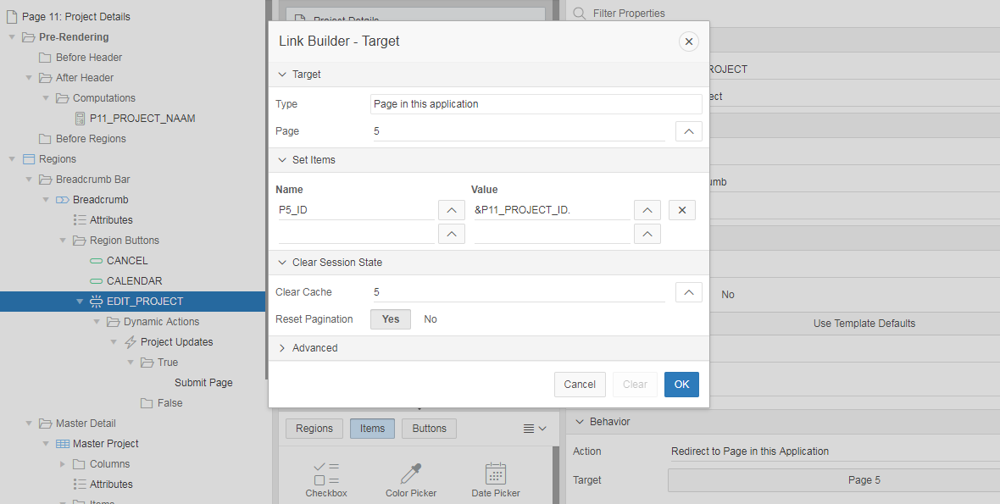 Page 11: Project Details
Pre-Rendering
Before Header
After Header
Computations
P11_PROJECT_NAAM
Before Regions
Regions
Breadcrumb Bar
Breadcrumb
Attributes
Region Buttons
CANCEL
CALENDAR
EDIT_PROJECT
Dynamic Actions
Project Updates
True
Submit Page
False
Master Detail
Master Project
Columns
Attributes
Items
Project Details
Link Builder - Target
Target
Type Page in this application
Page 5
Set Items
Name Value
P5_ID &P11_PROJECT_ID.
Clear Session State
Clear Cache 5
Reset Pagination Yes No
Advanced
Cancel Clear OK
Regions Items Buttons
Checkbox Color Picker Date Picker
Filter Properties
ROJECT
ect
umb
No
Use Template Defaults
Behavior
Action Redirect to Page in this Application
Target Page 5